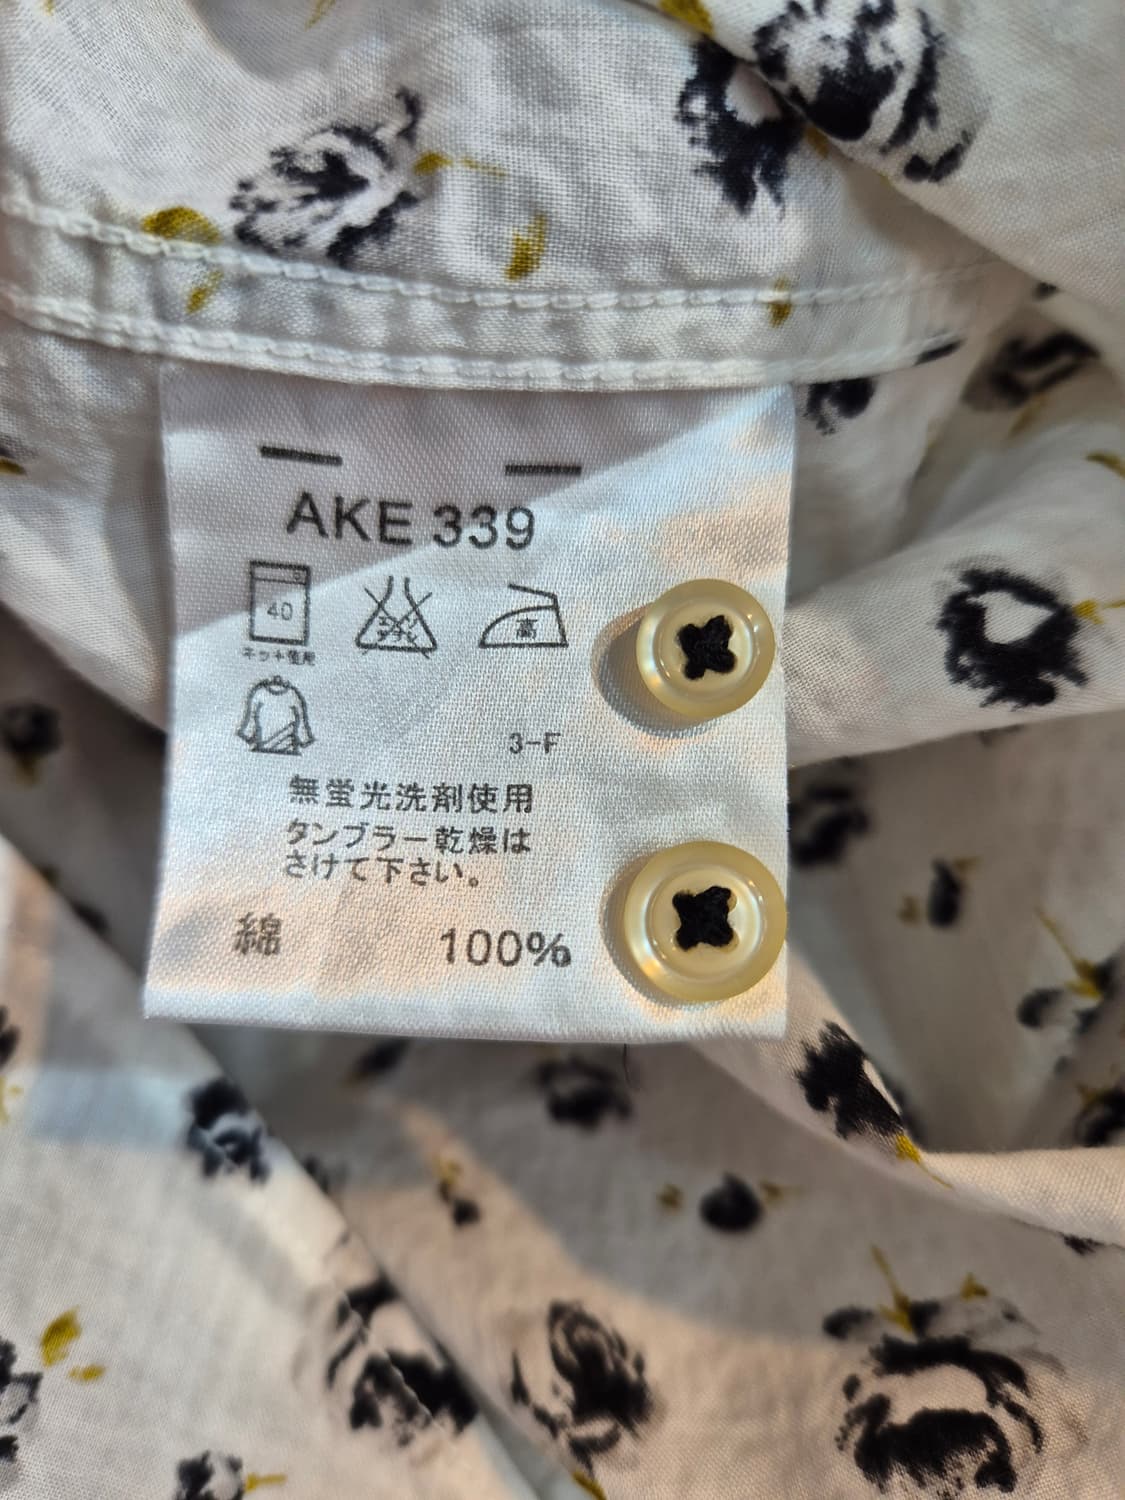 AKE 339
40
高
ネット使用
3-F
無蛍光洗剤使用
タンブラー乾燥は
さけて下さい。
綿 100%